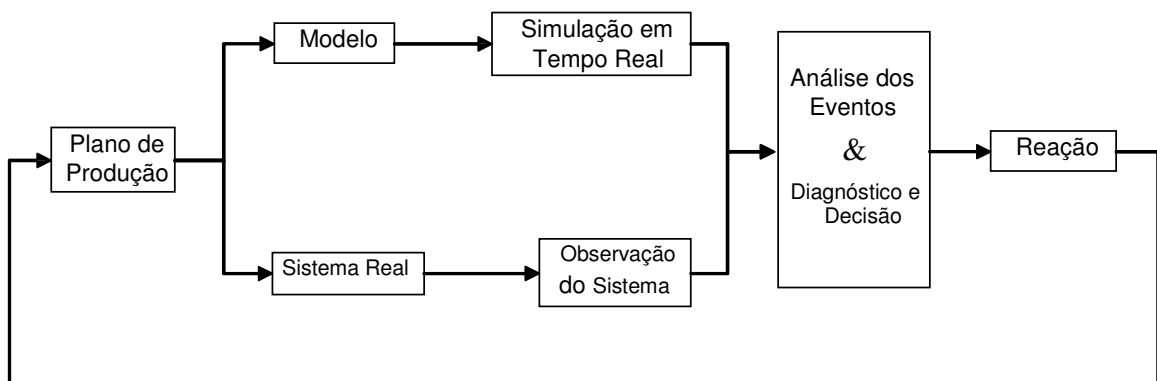 Plano de
Produção
Modelo
Simulação em
Tempo Real
Sistema Real
Observação
do Sistema
Análise dos
Eventos
&
Diagnóstico e
Decisão
Reação